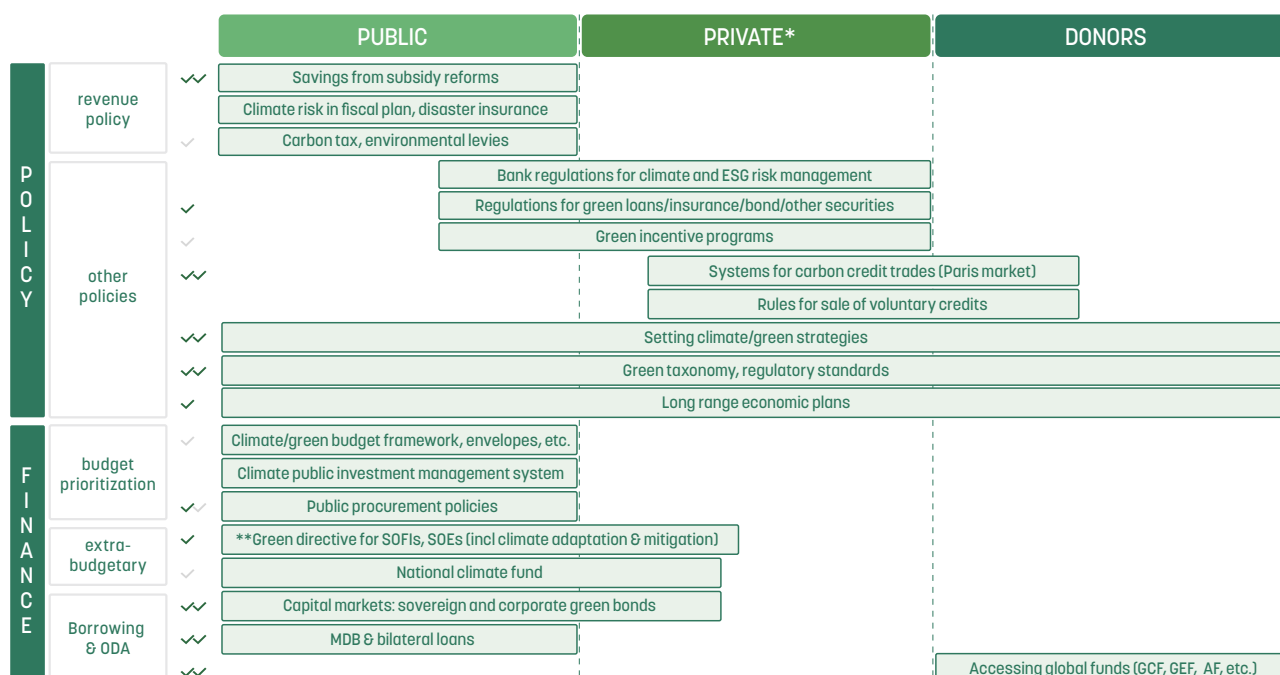 PUBLIC
PRIVATE*
DONORS
POLICY
revenue
policy
Savings from subsidy reforms
Climate risk in fiscal plan, disaster insurance
Carbon tax, environmental levies
other
policies
Bank regulations for climate and ESG risk management
Regulations for green loans/insurance/bond/other securities
Green incentive programs
Systems for carbon credit trades (Paris market)
Rules for sale of voluntary credits
Setting climate/green strategies
Green taxonomy, regulatory standards
Long range economic plans
FINANCE
budget
prioritization
Climate/green budget framework, envelopes, etc.
Climate public investment management system
Public procurement policies
extra-
budgetary
**Green directive for SOFIs, SOEs (incl climate adaptation & mitigation)
National climate fund
Borrowing
& ODA
Capital markets: sovereign and corporate green bonds
MDB & bilateral loans
Accessing global funds (GCF, GEF, AF, etc.)